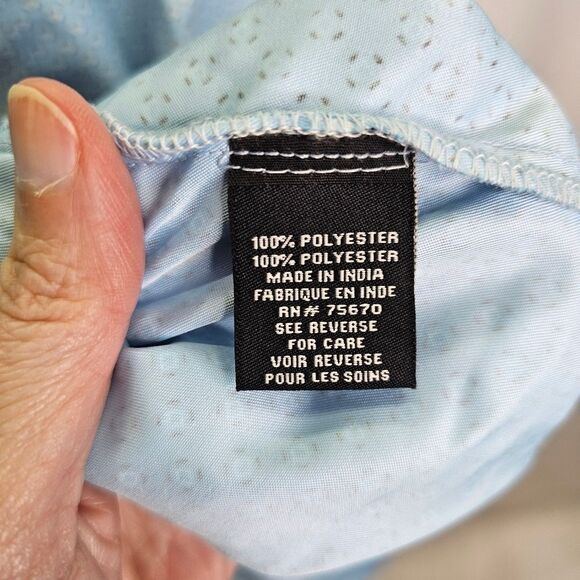 100% POLYESTER
100% POLYESTER
MADE IN INDIA
FABRIQUE EN INDE
RN# 75670
SEE REVERSE
FOR CARE
VOIR REVERSE
POUR LES SOINS